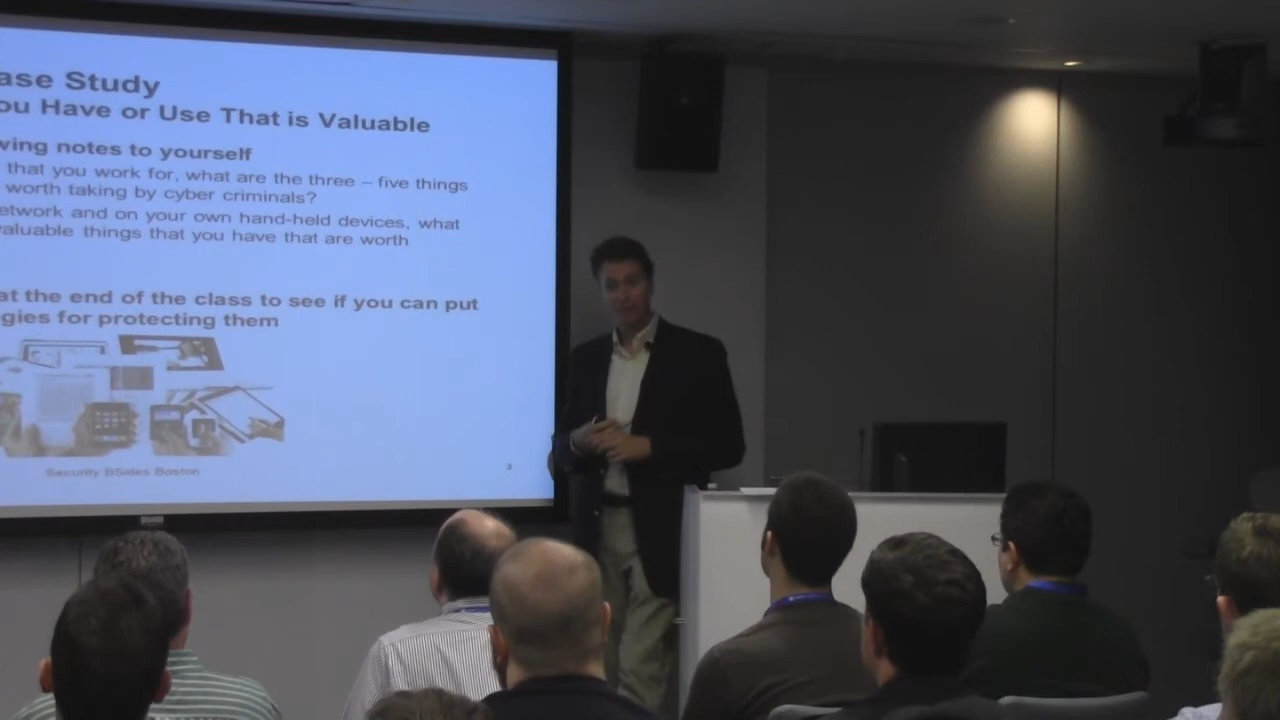 ase Study
ou Have or Use That is Valuable
wing notes to yourself
that you work for, what are the three – five things
worth taking by cyber criminals?
etwork and on your own hand-held devices, what
valuable things that you have that are worth
at the end of the class to see if you can put
gies for protecting them
Security BSides Boston
3